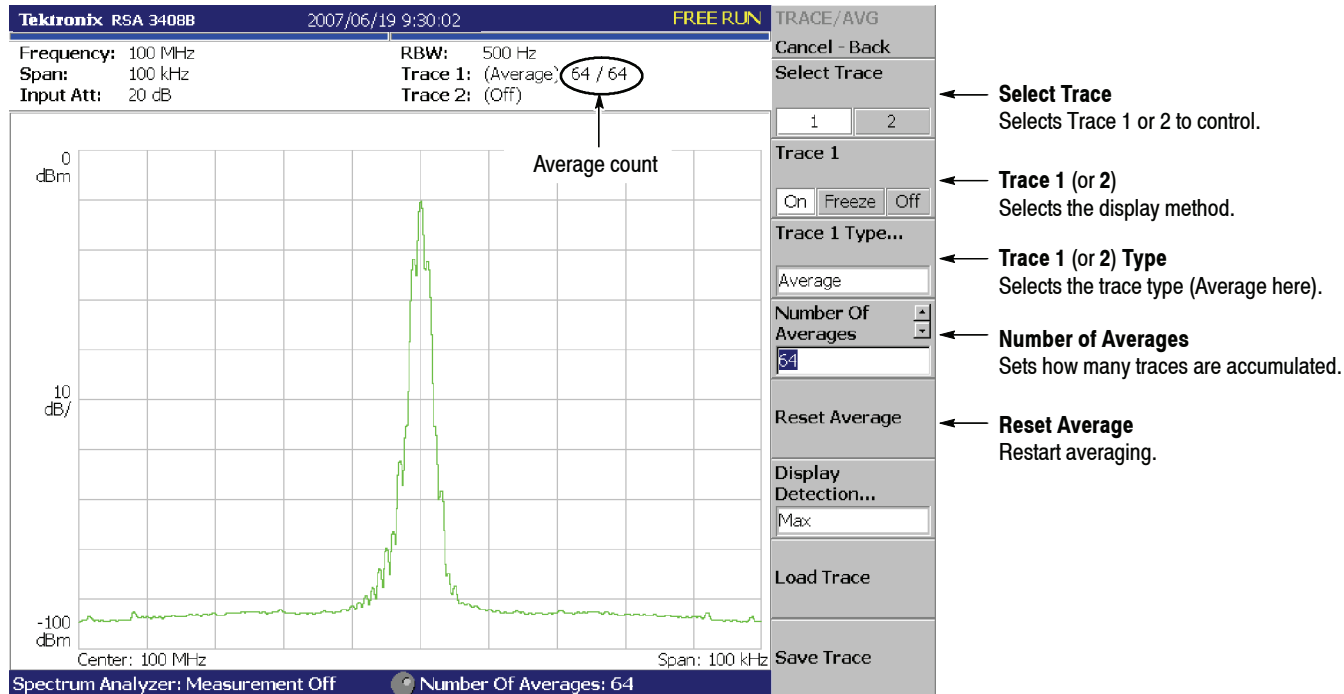 Tektronix RSA 3408B 2007/06/19 9:30:02 FREE RUN
Frequency: 100 MHz RBW: 500 Hz
Span: 100 kHz Trace 1: (Average) 64 / 64
Input Att: 20 dB Trace 2: (Off)
Average count
0
dBm
10
dB/
-100
dBm
Center: 100 MHz Span: 100 kHz
Spectrum Analyzer: Measurement Off Number Of Averages: 64
TRACE/AVG
Cancel - Back
Select Trace
1 2
Trace 1
On Freeze Off
Trace 1 Type...
Average
Number Of
Averages
64
Reset Average
Display
Detection...
Max
Load Trace
Save Trace
Select Trace
Selects Trace 1 or 2 to control.
Trace 1 (or 2)
Selects the display method.
Trace 1 (or 2) Type
Selects the trace type (Average here).
Number of Averages
Sets how many traces are accumulated.
Reset Average
Restart averaging.